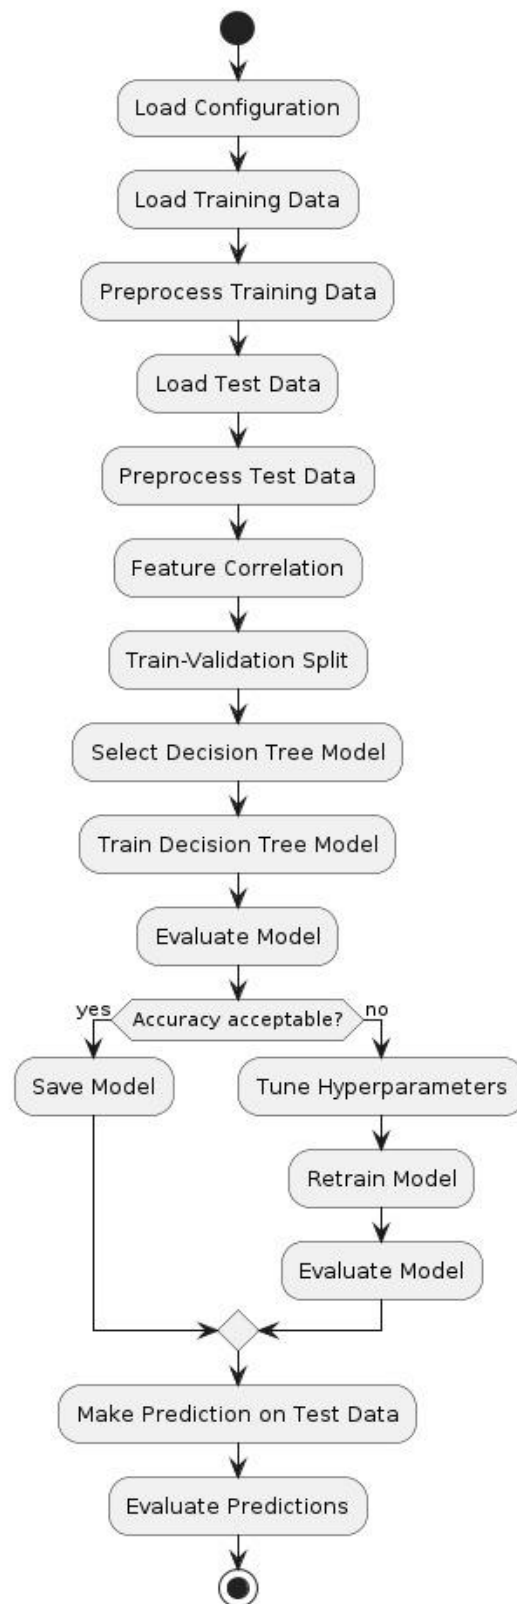 Load Configuration
Load Training Data
Preprocess Training Data
Load Test Data
Preprocess Test Data
Feature Correlation
Train-Validation Split
Select Decision Tree Model
Train Decision Tree Model
Evaluate Model
yes
Accuracy acceptable?
no
Save Model
Tune Hyperparameters
Retrain Model
Evaluate Model
Make Prediction on Test Data
Evaluate Predictions